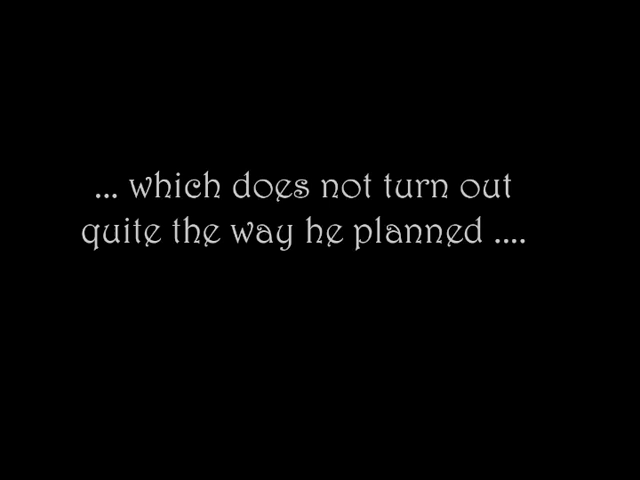 ... which does not turn out
quite the way he planned ....